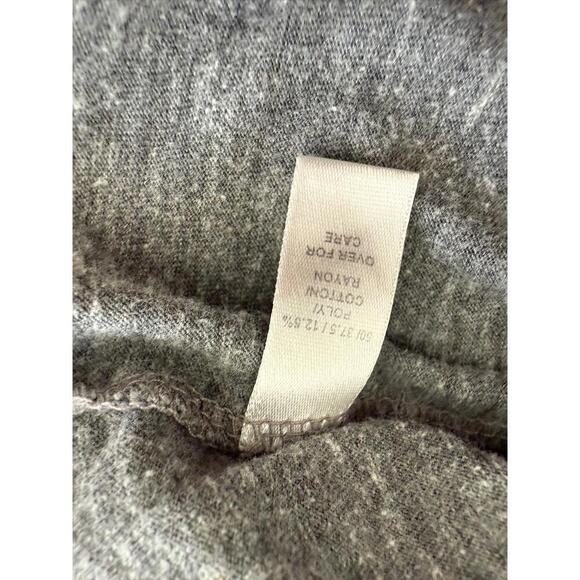 50/ 37.5 / 12.5%
POLY/
COTTON/
RAYON
OVER FOR
CARE